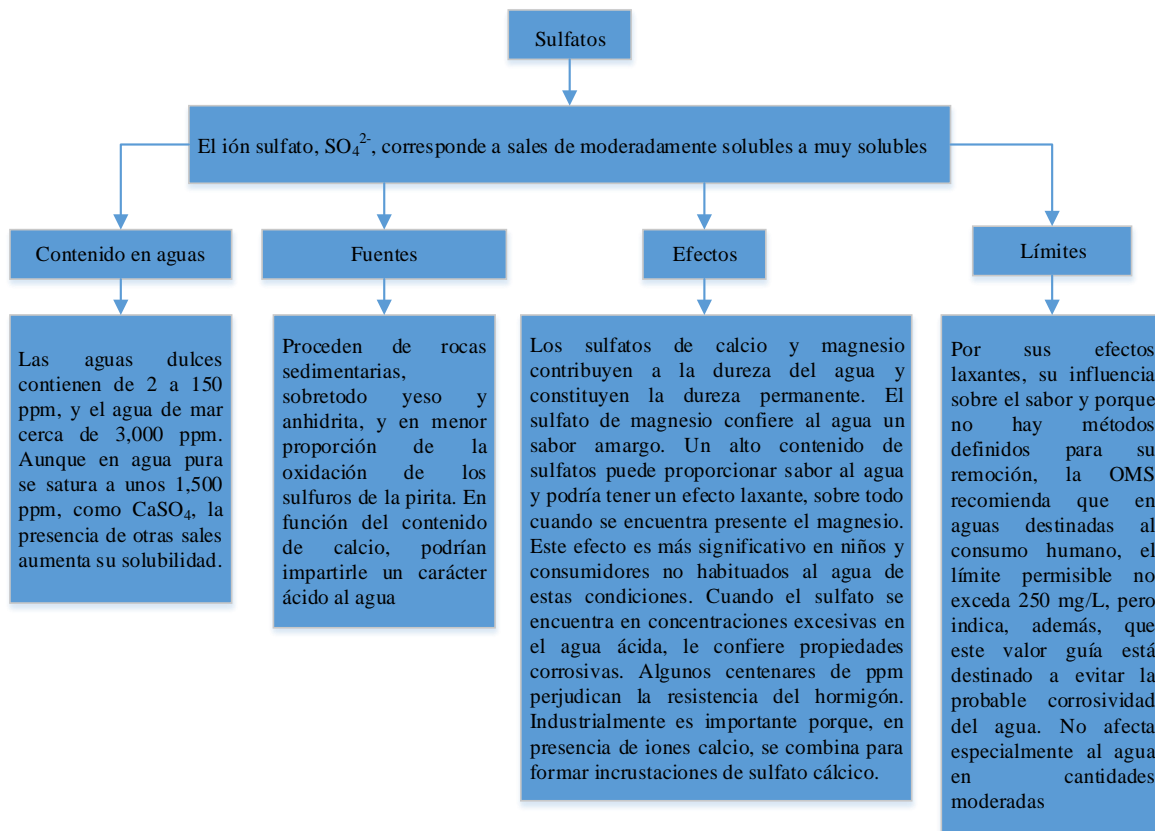 Sulfatos
El ión sulfato, SO₄²⁻, corresponde a sales de moderadamente solubles a muy solubles
Contenido en aguas
Las aguas dulces
contienen de 2 a 150
ppm, y el agua de mar
cerca de 3,000 ppm.
Aunque en agua pura
se satura a unos 1,500
ppm, como CaSO₄, la
presencia de otras sales
aumenta su solubilidad.
Fuentes
Proceden de rocas
sedimentarias,
sobretodo yeso y
anhidrita, y en menor
proporción de la
oxidación de los
sulfuros de la pirita. En
función del contenido
de calcio, podrían
impartirle un carácter
ácido al agua
Efectos
Los sulfatos de calcio y magnesio
contribuyen a la dureza del agua y
constituyen la dureza permanente. El
sulfato de magnesio confiere al agua un
sabor amargo. Un alto contenido de
sulfatos puede proporcionar sabor al agua
y podría tener un efecto laxante, sobre todo
cuando se encuentra presente el magnesio.
Este efecto es más significativo en niños y
consumidores no habituados al agua de
estas condiciones. Cuando el sulfato se
encuentra en concentraciones excesivas en
el agua ácida, le confiere propiedades
corrosivas. Algunos centenares de ppm
perjudican la resistencia del hormigón.
Industrialmente es importante porque, en
presencia de iones calcio, se combina para
formar incrustaciones de sulfato cálcico.
Límites
Por sus efectos
laxantes, su influencia
sobre el sabor y porque
no hay métodos
definidos para su
remoción, la OMS
recomienda que en
aguas destinadas al
consumo humano, el
límite permisible no
exceda 250 mg/L, pero
indica, además, que
este valor guía está
destinado a evitar la
probable corrosividad
del agua. No afecta
especialmente al agua
en cantidades
moderadas